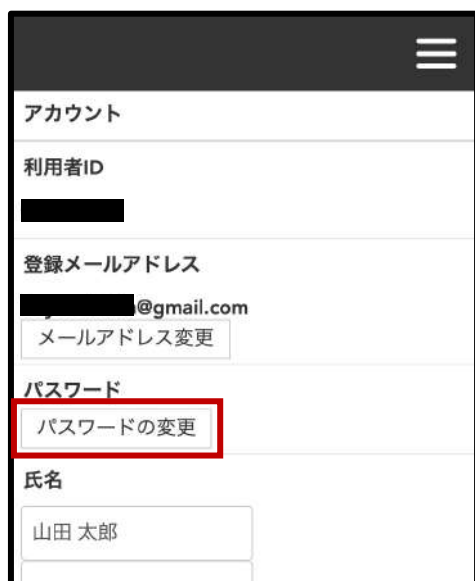 アカウント
利用者ID
登録メールアドレス
@gmail.com
メールアドレス変更
パスワード
パスワードの変更
氏名
山田 太郎